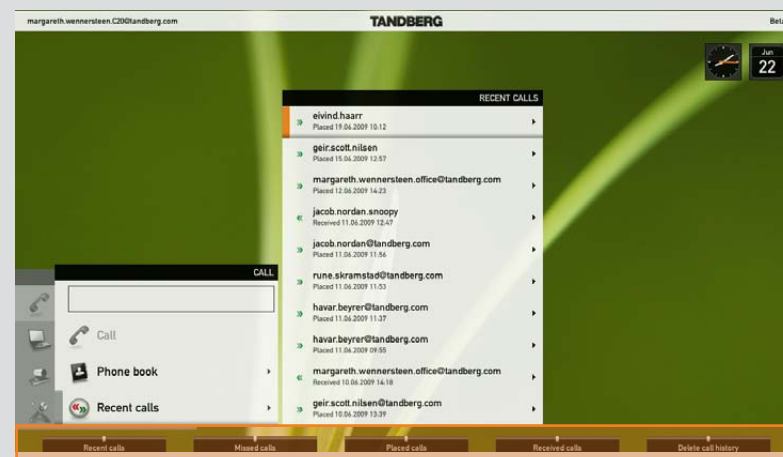 margareth.wennersteen.C20@tandberg.com
TANDBERG
Beta
Jun
22
RECENT CALLS
eivind.haarr
Placed 19.06.2009 10:12
geir.scott.nilsen
Placed 15.06.2009 12:57
margareth.wennersteen.office@tandberg.com
Placed 12.06.2009 14:23
jacob.nordan.snoopy
Received 11.06.2009 12:47
jacob.nordan@tandberg.com
Placed 11.06.2009 11:56
rune.skramstad@tandberg.com
Placed 11.06.2009 11:53
havar.beyrer@tandberg.com
Placed 11.06.2009 11:37
havar.beyrer@tandberg.com
Placed 11.06.2009 09:55
margareth.wennersteen.office@tandberg.com
Received 10.06.2009 14:18
geir.scott.nilsen@tandberg.com
Placed 10.06.2009 13:39
CALL
Call
Phone book
Recent calls
Recent calls
Missed calls
Placed calls
Received calls
Delete call history